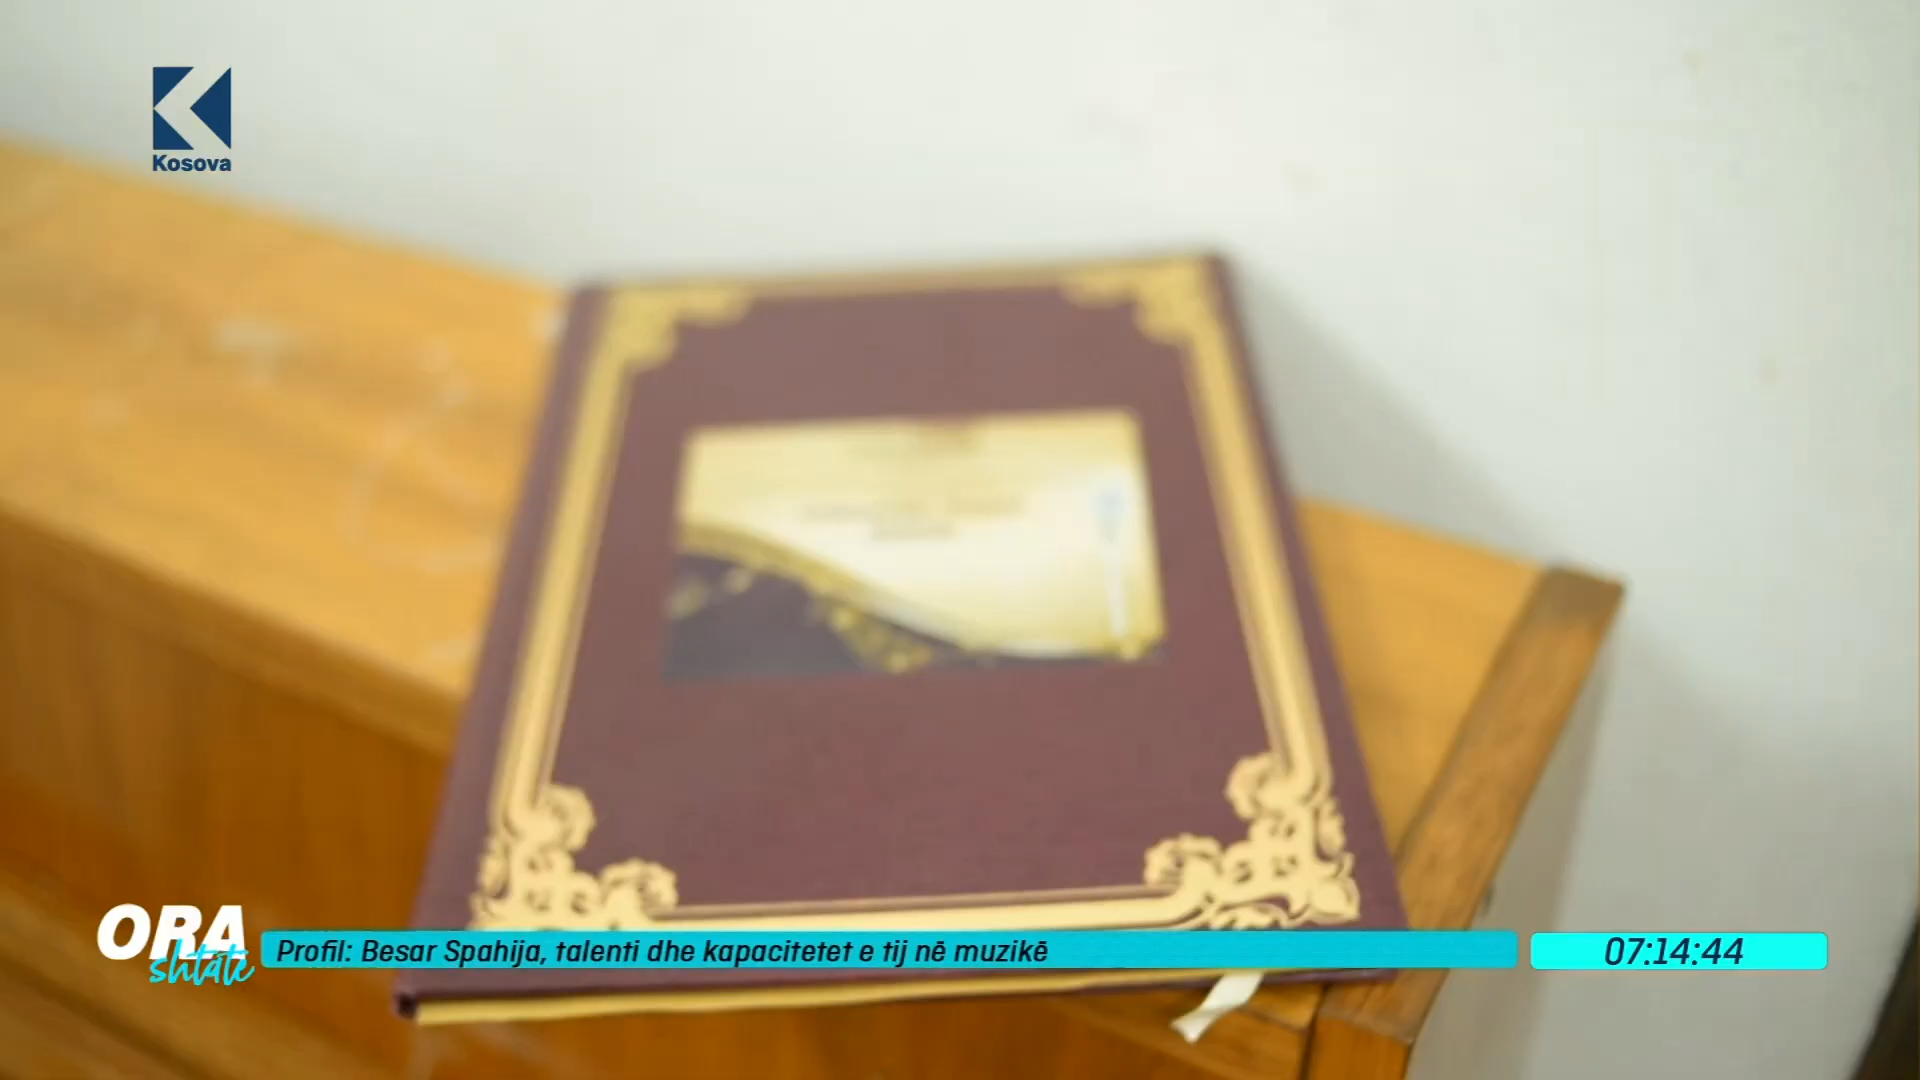 Kosova
ORA
shtatë
Profil: Besar Spahija, talenti dhe kapacitetet e tij në muzikë
07:14:44